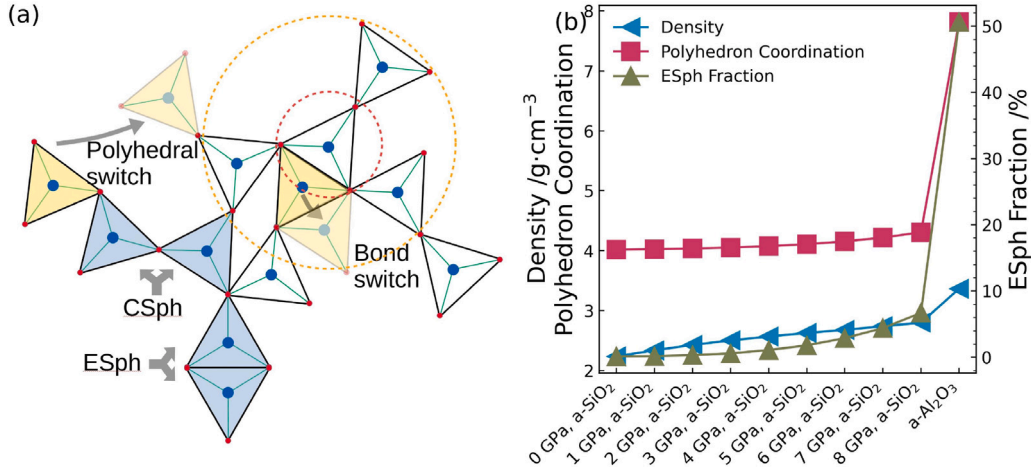 (a)
Polyhedral
switch
Bond
switch
CSph
ESph
(b)
Density /g·cm⁻³
Polyhedron Coordination
8
7
6
5
4
3
2
Density
Polyhedron Coordination
ESph Fraction
50
40
30
20
10
0
ESph Fraction /%
0 GPa, a-SiO₂
1 GPa, a-SiO₂
2 GPa, a-SiO₂
3 GPa, a-SiO₂
4 GPa, a-SiO₂
5 GPa, a-SiO₂
6 GPa, a-SiO₂
7 GPa, a-SiO₂
8 GPa, a-SiO₂
a-Al₂O₃